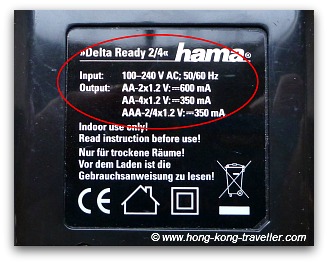 »Delta Ready 2/4« hama®
Input: 100–240 V AC; 50/60 Hz
Output: AA-2x1.2 V⎓600 mA
AA-4x1.2 V⎓350 mA
AAA-2/4x1.2 V⎓350 mA
Indoor use only!
Read instruction before use!
Nur für trockene Räume!
Vor dem Laden ist die
Gebrauchsanweisung zu lesen!
CE
© www.hong-kong-traveller.com